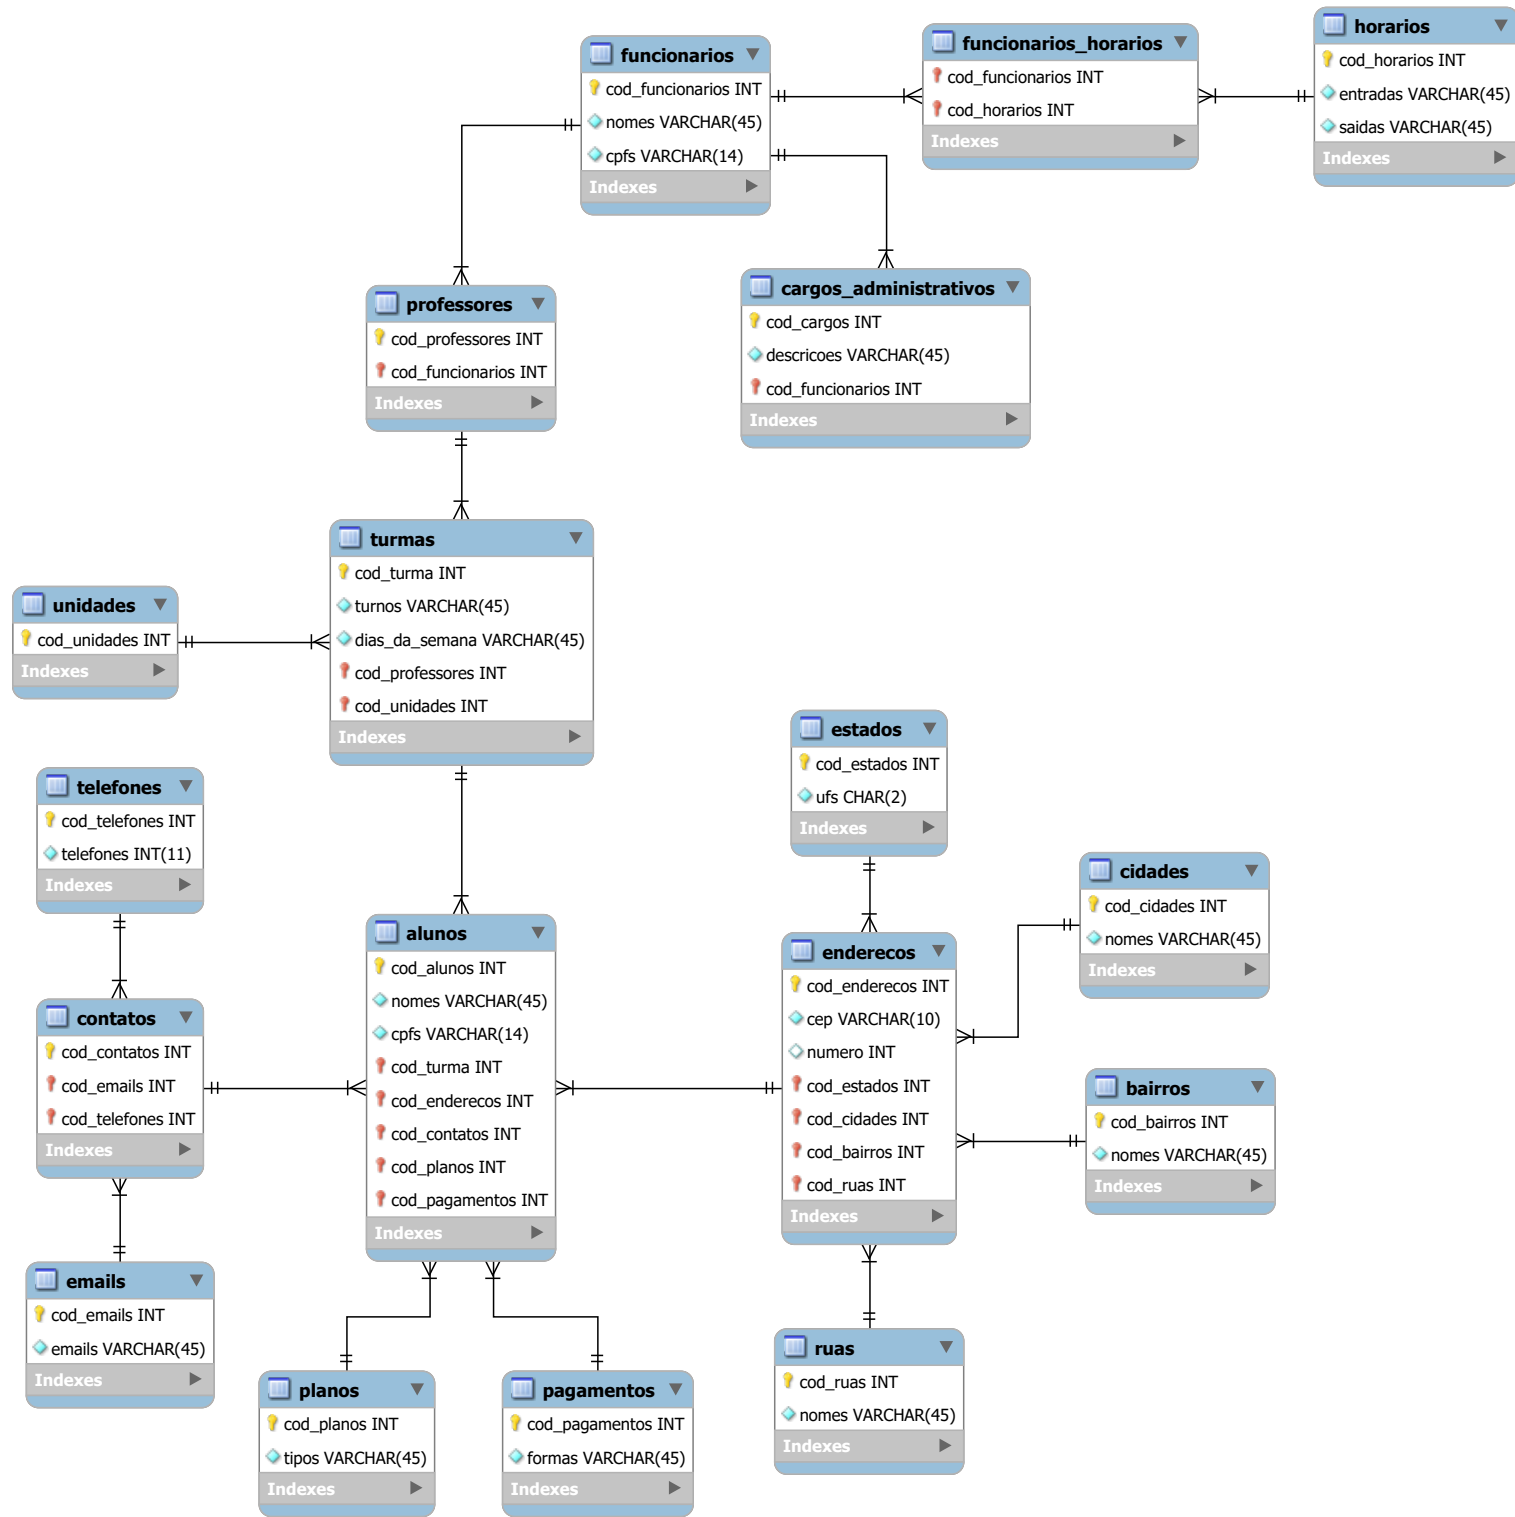 funcionarios
cod_funcionarios INT
nomes VARCHAR(45)
cpfs VARCHAR(14)
Indexes
funcionarios_horarios
cod_funcionarios INT
cod_horarios INT
Indexes
horarios
cod_horarios INT
entradas VARCHAR(45)
saidas VARCHAR(45)
Indexes
professores
cod_professores INT
cod_funcionarios INT
Indexes
cargos_administrativos
cod_cargos INT
descricoes VARCHAR(45)
cod_funcionarios INT
Indexes
turmas
cod_turma INT
turnos VARCHAR(45)
dias_da_semana VARCHAR(45)
cod_professores INT
cod_unidades INT
Indexes
unidades
cod_unidades INT
Indexes
estados
cod_estados INT
ufs CHAR(2)
Indexes
telefones
cod_telefones INT
telefones INT(11)
Indexes
cidades
cod_cidades INT
nomes VARCHAR(45)
Indexes
alunos
cod_alunos INT
nomes VARCHAR(45)
cpfs VARCHAR(14)
cod_turma INT
cod_enderecos INT
cod_contatos INT
cod_planos INT
cod_pagamentos INT
Indexes
enderecos
cod_enderecos INT
cep VARCHAR(10)
numero INT
cod_estados INT
cod_cidades INT
cod_bairros INT
cod_ruas INT
Indexes
contatos
cod_contatos INT
cod_emails INT
cod_telefones INT
Indexes
bairros
cod_bairros INT
nomes VARCHAR(45)
Indexes
emails
cod_emails INT
emails VARCHAR(45)
Indexes
planos
cod_planos INT
tipos VARCHAR(45)
Indexes
pagamentos
cod_pagamentos INT
formas VARCHAR(45)
Indexes
ruas
cod_ruas INT
nomes VARCHAR(45)
Indexes